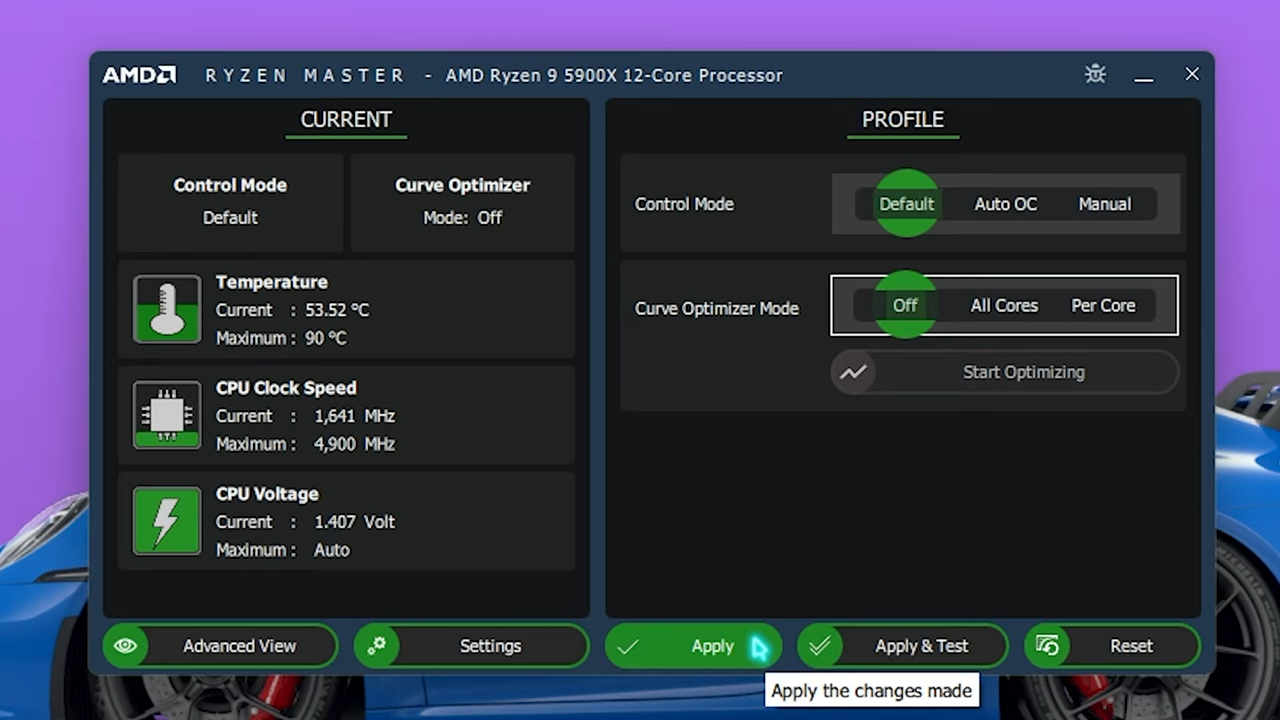 AMD RYZEN MASTER - AMD Ryzen 9 5900X 12-Core Processor
CURRENT
Control Mode
Default
Curve Optimizer
Mode: Off
Temperature
Current : 53.52 °C
Maximum : 90 °C
CPU Clock Speed
Current : 1,641 MHz
Maximum : 4,900 MHz
CPU Voltage
Current : 1.407 Volt
Maximum : Auto
PROFILE
Control Mode
Default Auto OC Manual
Curve Optimizer Mode
Off All Cores Per Core
Start Optimizing
Advanced View
Settings
Apply
Apply & Test
Reset
Apply the changes made